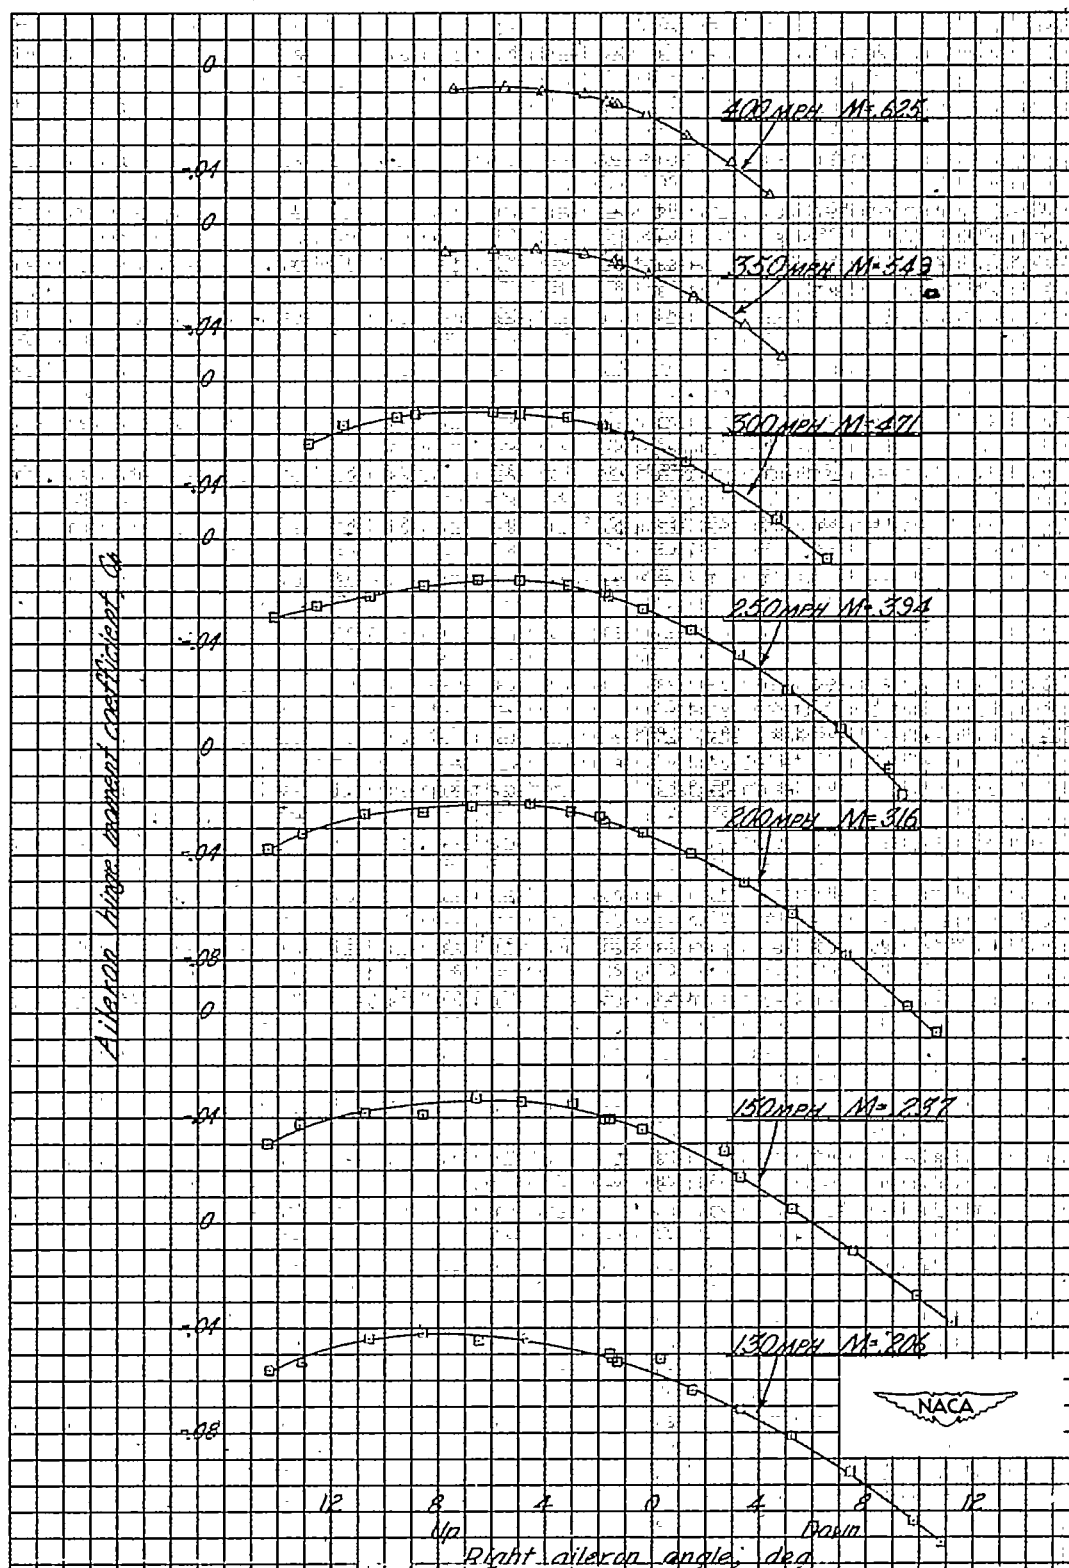 0
400 MPH M=.625
-.04
0
350 MPH M=.549
-.04
0
300 MPH M=.471
-.04
0
250 MPH M=.394
-.04
0
200 MPH M=.316
-.04
-.08
0
150 MPH M=.237
-.04
0
130 MPH M=.206
-.04
-.08
NACA
12 8 4 0 4 8 12
Up Down
Right aileron angle, deg
Aileron hinge moment coefficient, Ch